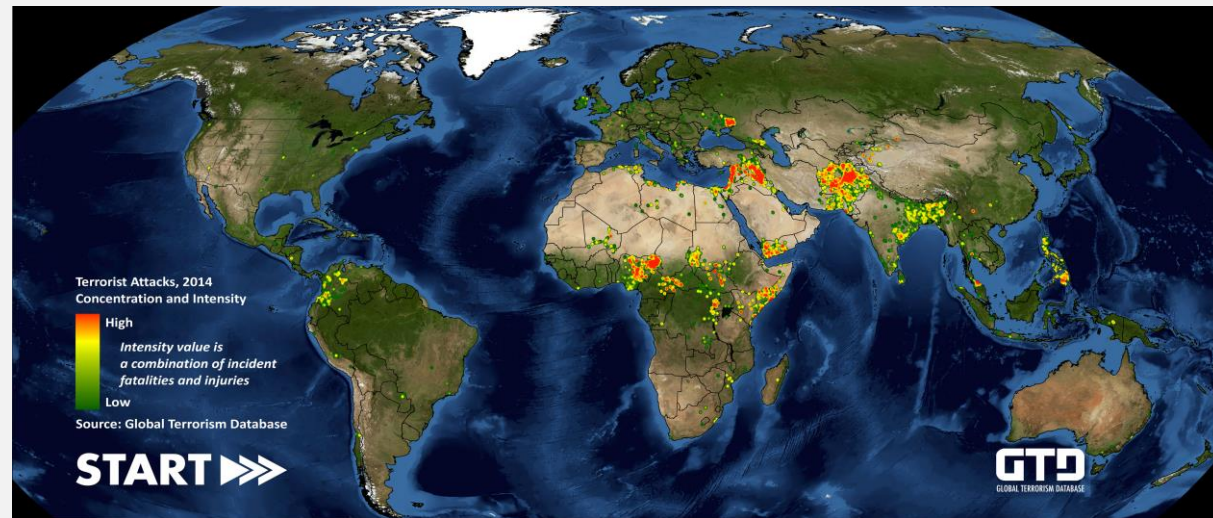 Terrorist Attacks, 2014
Concentration and Intensity
High
Intensity value is
a combination of incident
fatalities and injuries
Low
Source: Global Terrorism Database
START
GTD
GLOBAL TERRORISM DATABASE